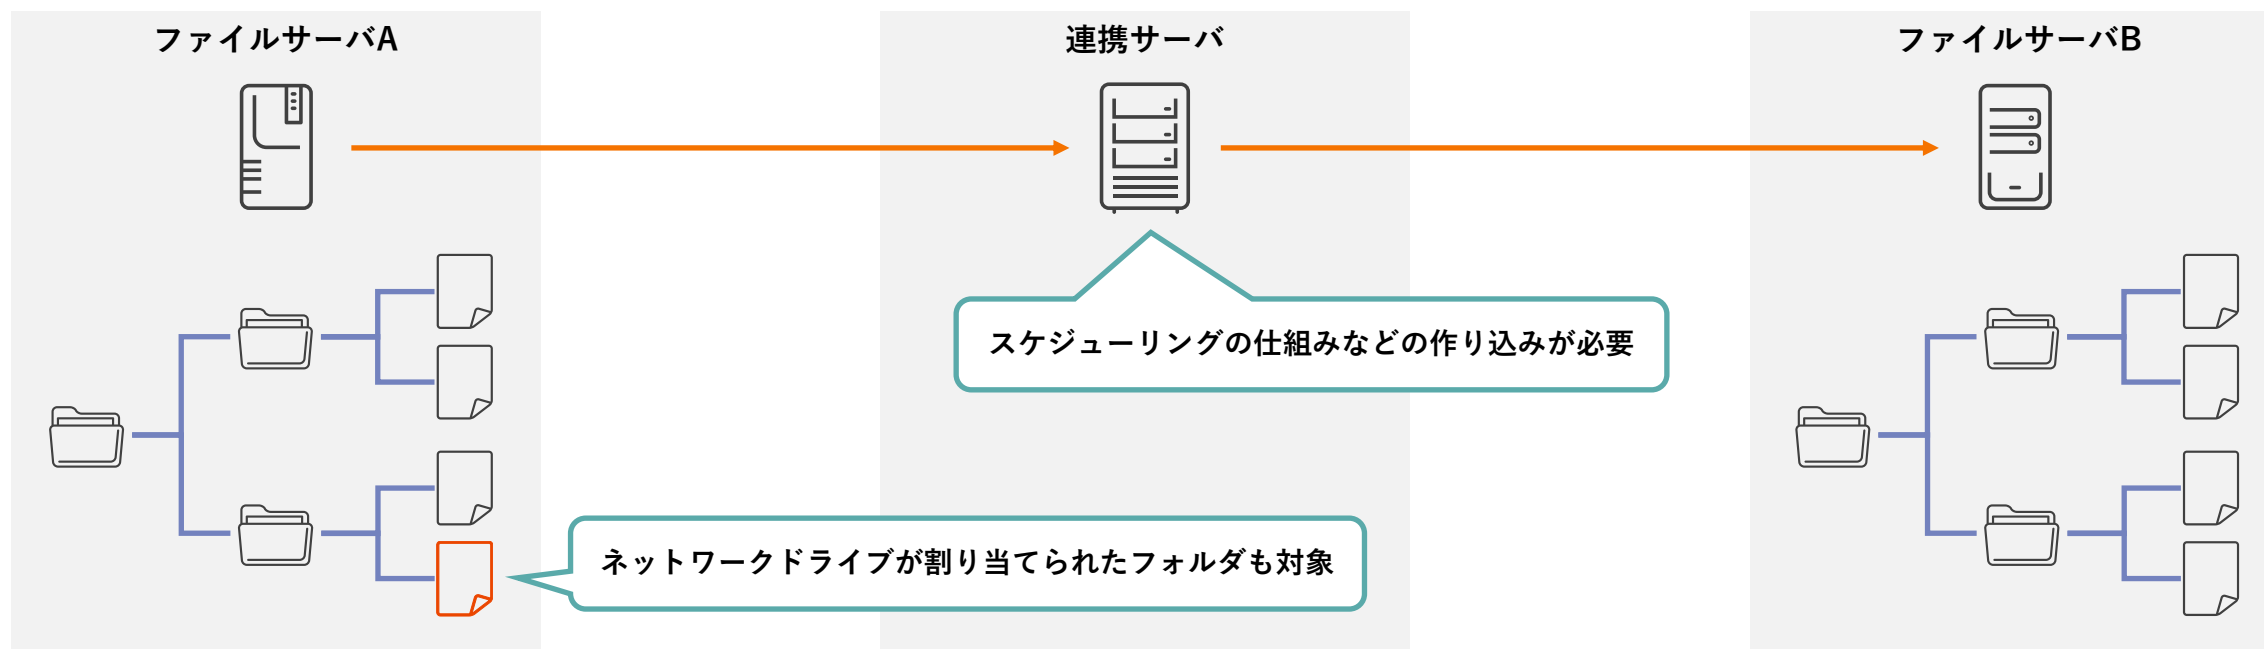 ファイルサーバA
連携サーバ
ファイルサーバB
スケジューリングの仕組みなどの作り込みが必要
ネットワークドライブが割り当てられたフォルダも対象